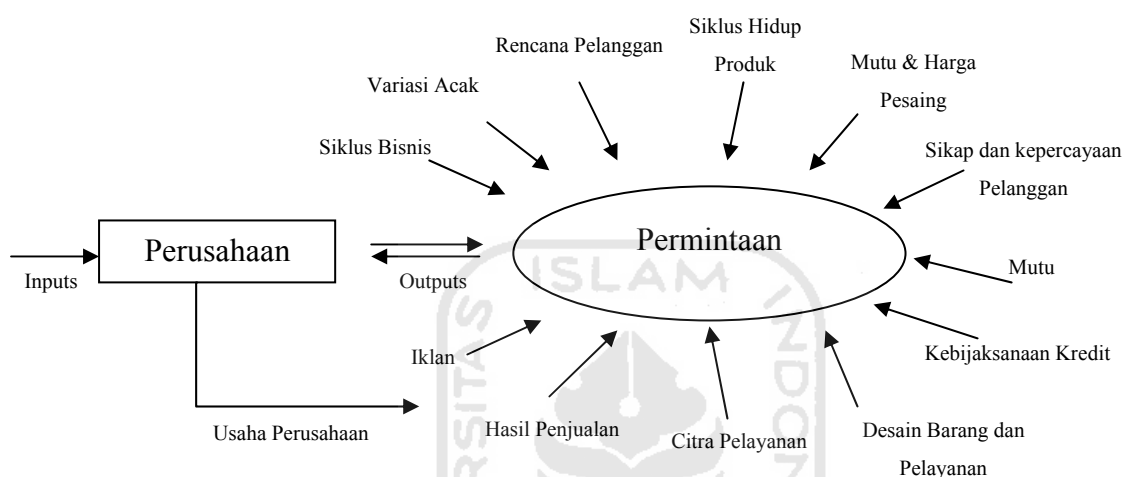 Siklus Hidup
Produk
Rencana Pelanggan
Mutu & Harga
Pesaing
Variasi Acak
Siklus Bisnis
Sikap dan kepercayaan
Pelanggan
Perusahaan
Permintaan
Inputs
Outputs
Mutu
ISLAM
Iklan
Kebijaksanaan Kredit
Usaha Perusahaan
Hasil Penjualan
Citra Pelayanan
Desain Barang dan
Pelayanan